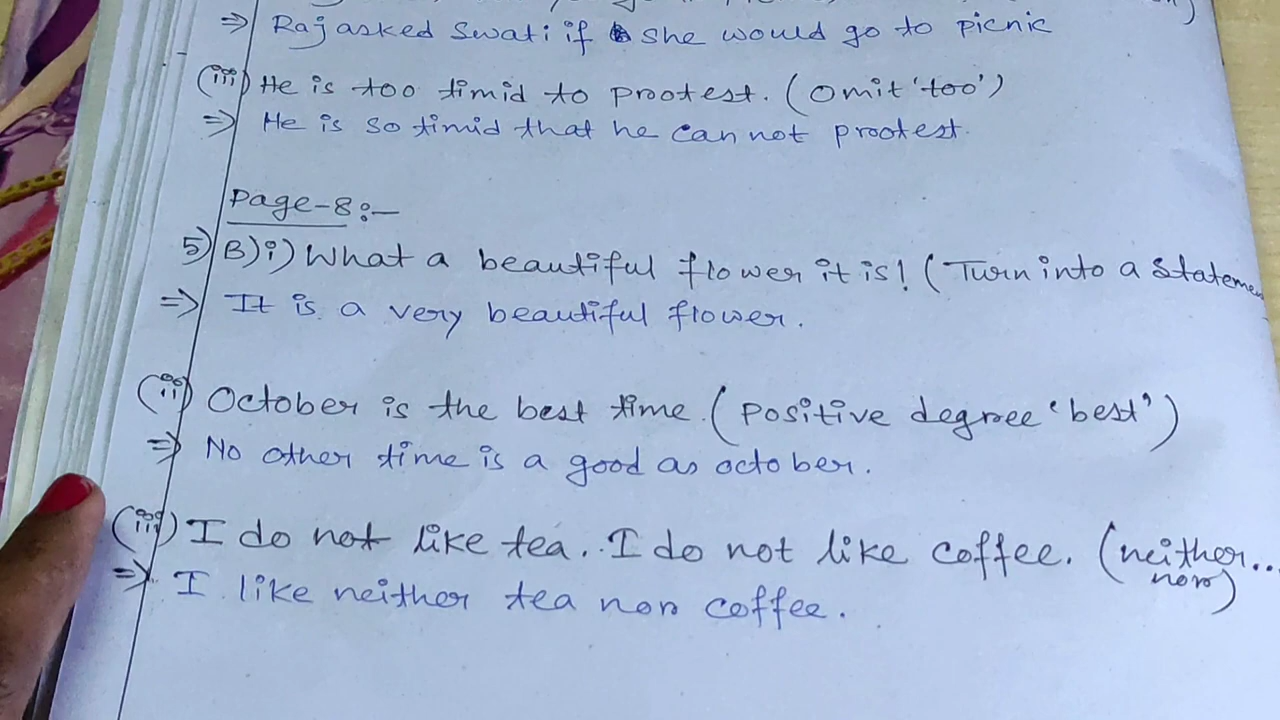 ⇒ Raj asked Swati if she would go to picnic
(iii) He is too timid to prootest. (Omit 'too')
⇒ He is so timid that he can not prootest.
Page-8:-
5) B) i) What a beautiful flower it is! (Turn into a Stateme
⇒ It is a very beautiful flower.
(ii) October is the best time. (Positive degree 'best')
⇒ No other time is a good as october.
(iii) I do not like tea. I do not like coffee. (neither...
nor)
⇒ I like neither tea nor coffee.